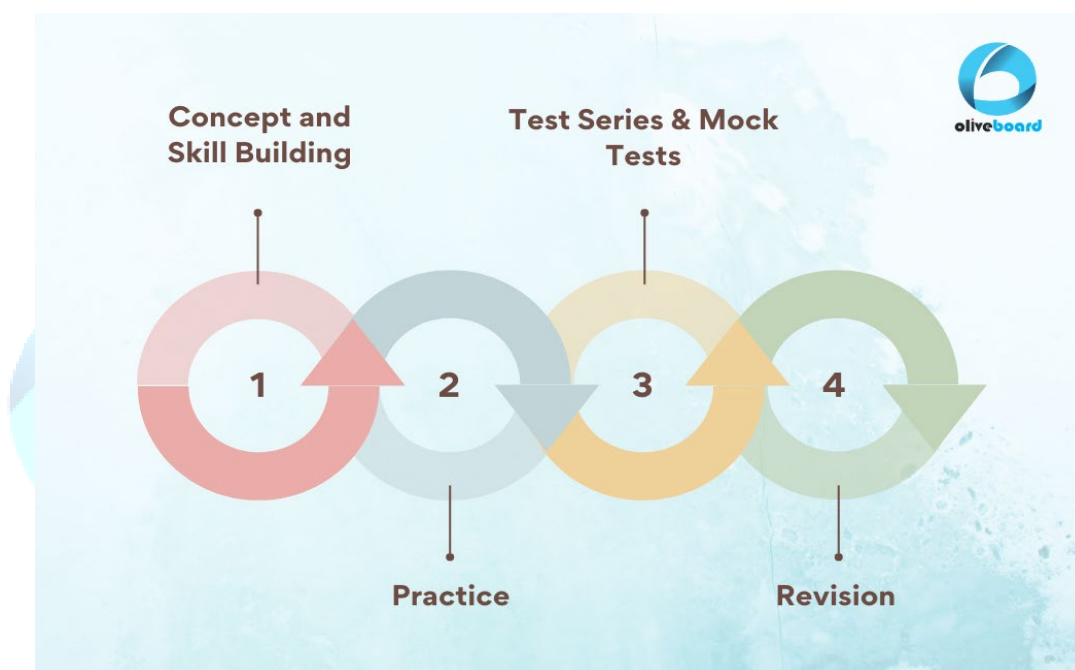 Concept and
Skill Building
Test Series & Mock
Tests
oliveboard
1
2
3
4
Practice
Revision